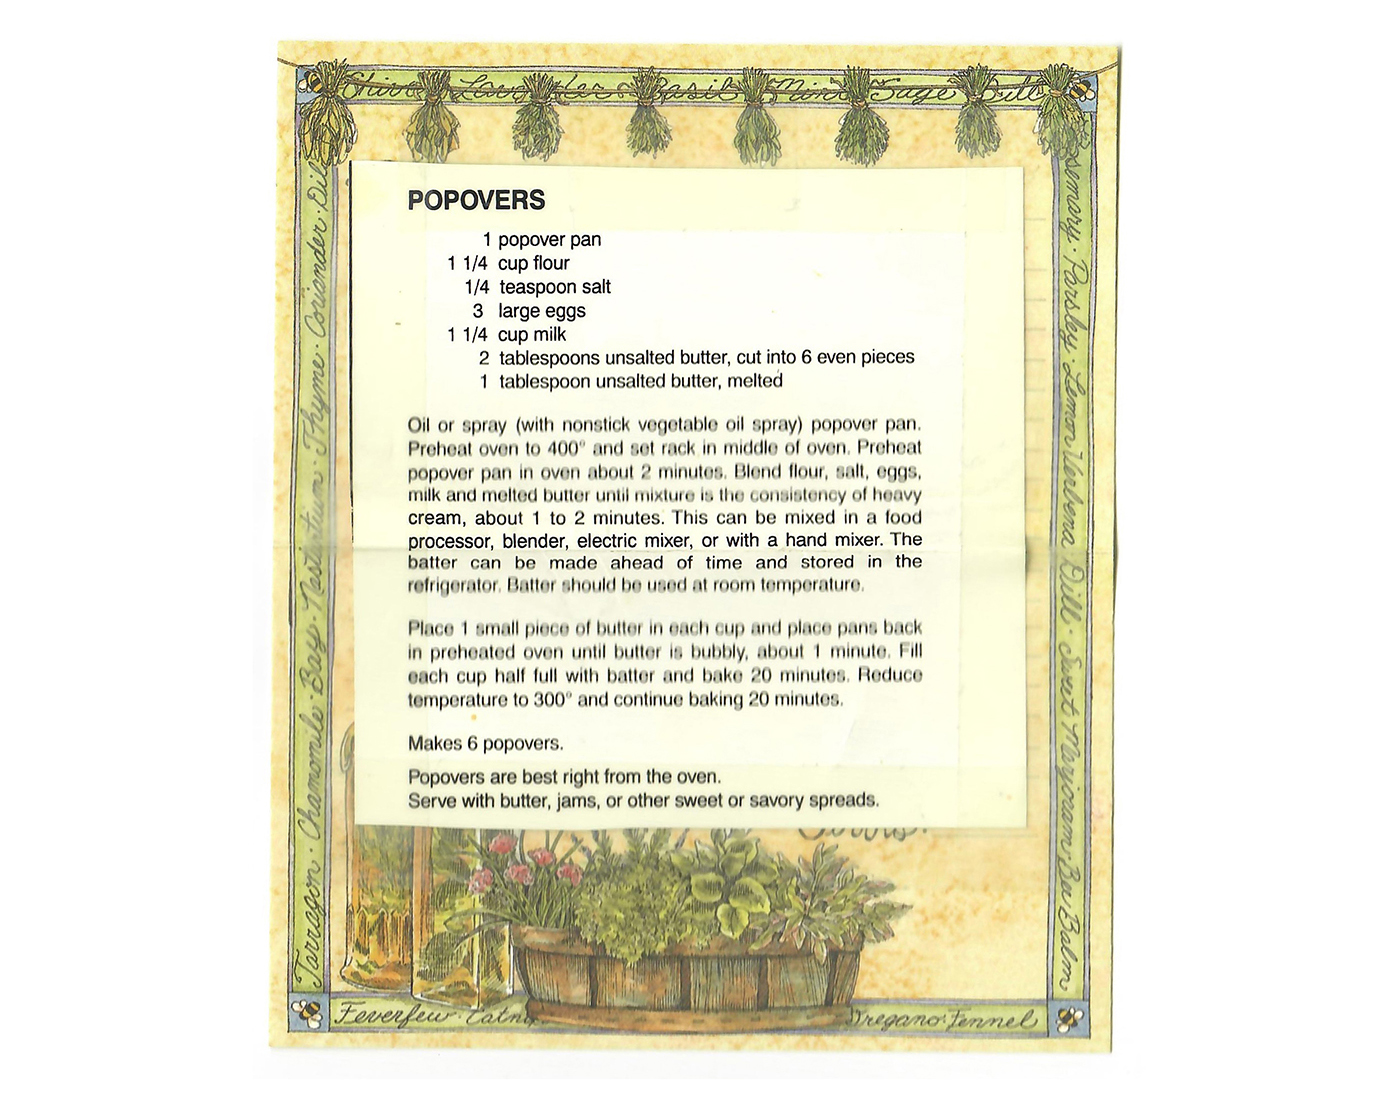 Chive · Lavender · Basil · Mint · Sage · Dill
POPOVERS
1 popover pan
1 1/4 cup flour
1/4 teaspoon salt
3 large eggs
1 1/4 cup milk
2 tablespoons unsalted butter, cut into 6 even pieces
1 tablespoon unsalted butter, melted
Oil or spray (with nonstick vegetable oil spray) popover pan.
Preheat oven to 400° and set rack in middle of oven. Preheat
popover pan in oven about 2 minutes. Blend flour, salt, eggs,
milk and melted butter until mixture is the consistency of heavy
cream, about 1 to 2 minutes. This can be mixed in a food
processor, blender, electric mixer, or with a hand mixer. The
batter can be made ahead of time and stored in the
refrigerator. Batter should be used at room temperature.
Place 1 small piece of butter in each cup and place pans back
in preheated oven until butter is bubbly, about 1 minute. Fill
each cup half full with batter and bake 20 minutes. Reduce
temperature to 300° and continue baking 20 minutes.
Makes 6 popovers.
Popovers are best right from the oven.
Serve with butter, jams, or other sweet or savory spreads.
Tarragon · Chamomile · Bay · Nasturtium · Thyme · Coriander · Dill
Rosemary · Parsley · Lemon Verbena Dill · Sweet Marjoram · Bee Balm
Feverfew · Catnip
Oregano · Fennel